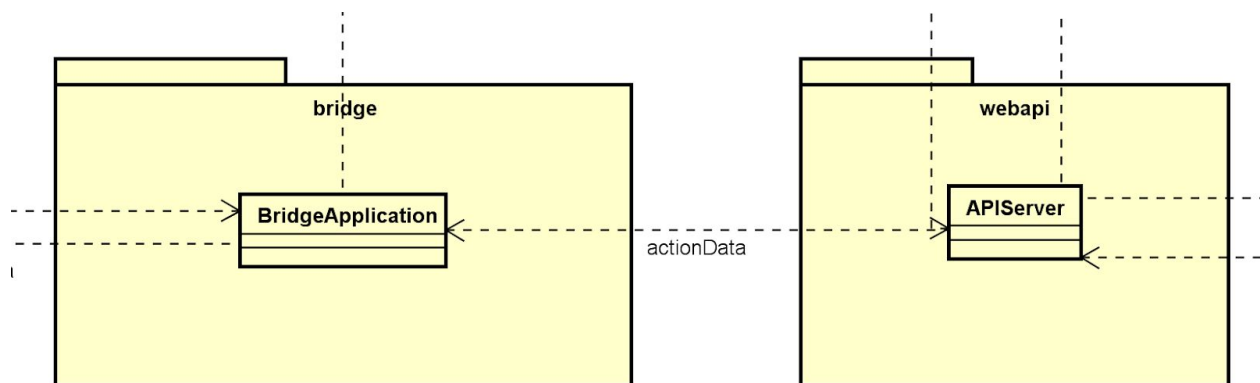 bridge
webapi
BridgeApplication
APIServer
actionData